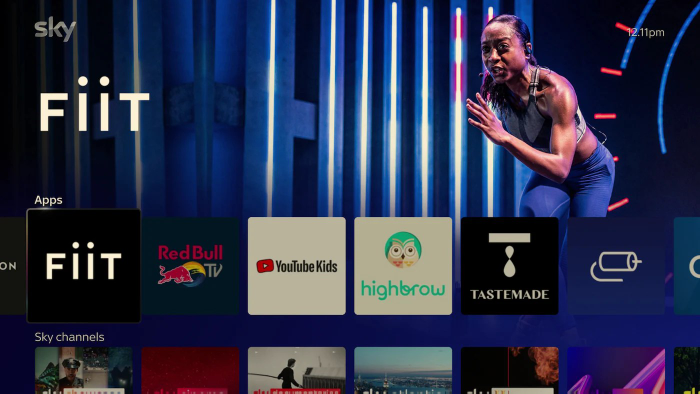 sky
12.11pm
FiiT
Apps
ON
FiiT
Red Bull
TV
YouTube Kids
highbrow
TASTEMADE
Sky channels